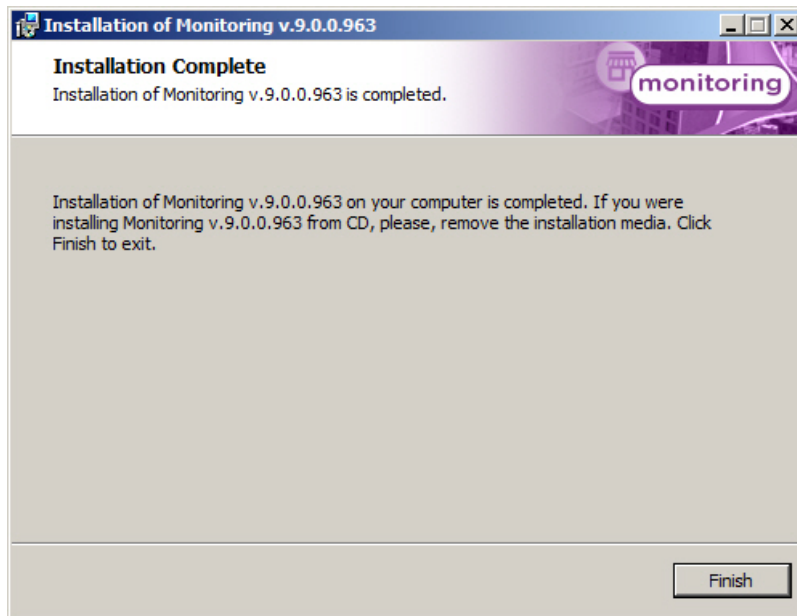 Installation of Monitoring v.9.0.0.963
Installation Complete
Installation of Monitoring v.9.0.0.963 is completed.
monitoring
Installation of Monitoring v.9.0.0.963 on your computer is completed. If you were
installing Monitoring v.9.0.0.963 from CD, please, remove the installation media. Click
Finish to exit.
Finish